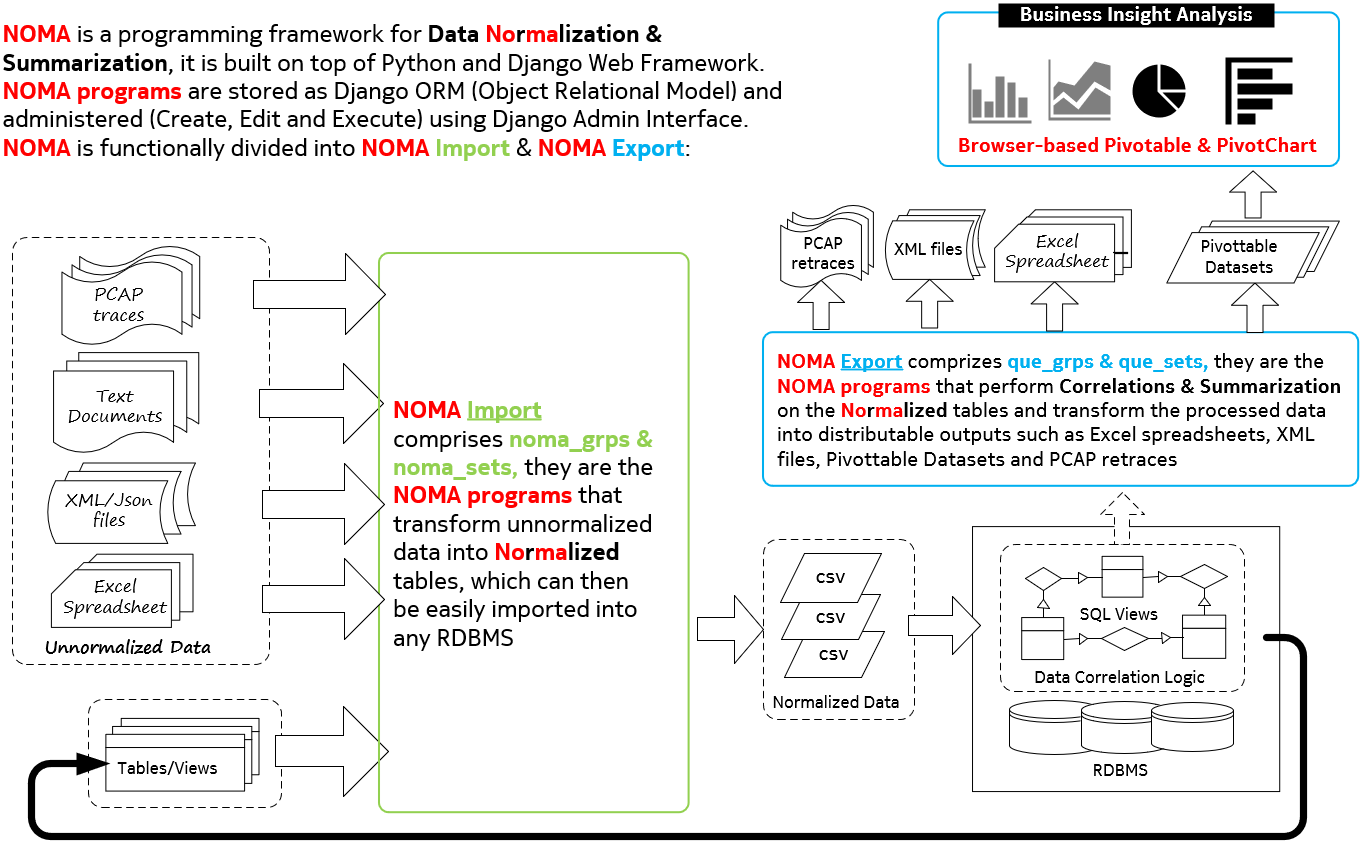 NOMA is a programming framework for Data Normalization &
Summarization, it is built on top of Python and Django Web Framework.
NOMA programs are stored as Django ORM (Object Relational Model) and
administered (Create, Edit and Execute) using Django Admin Interface.
NOMA is functionally divided into NOMA Import & NOMA Export:
Business Insight Analysis
Browser-based Pivotable & PivotChart
PCAP
retraces
XML files
Excel
Spreadsheet
Pivottable
Datasets
PCAP
traces
Text
Documents
XML/Json
files
Excel
Spreadsheet
Unnormalized Data
Tables/Views
NOMA Import
comprises noma_grps &
noma_sets, they are the
NOMA programs that
transform unnormalized
data into Normalized
tables, which can then
be easily imported into
any RDBMS
NOMA Export comprizes que_grps & que_sets, they are the
NOMA programs that perform Correlations & Summarization
on the Normalized tables and transform the processed data
into distributable outputs such as Excel spreadsheets, XML
files, Pivottable Datasets and PCAP retraces
csv
csv
csv
Normalized Data
SQL Views
Data Correlation Logic
RDBMS